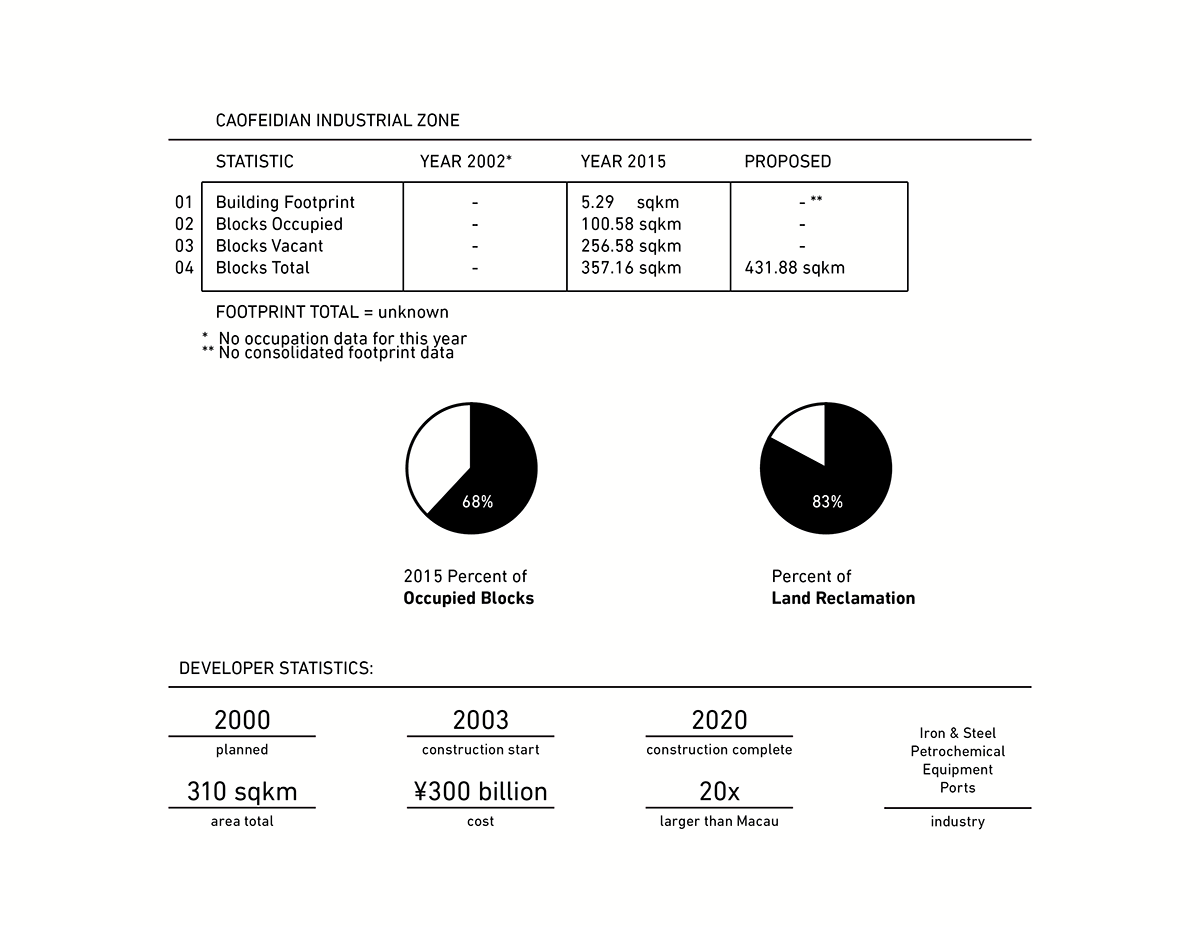 CAOFEIDIAN INDUSTRIAL ZONE
STATISTIC YEAR 2002* YEAR 2015 PROPOSED
01 Building Footprint - 5.29 sqkm - **
02 Blocks Occupied - 100.58 sqkm -
03 Blocks Vacant - 256.58 sqkm -
04 Blocks Total - 357.16 sqkm 431.88 sqkm
FOOTPRINT TOTAL = unknown
* No occupation data for this year
** No consolidated footprint data
68% 83%
2015 Percent of Percent of
Occupied Blocks Land Reclamation
DEVELOPER STATISTICS:
2000 2003 2020
planned construction start construction complete
310 sqkm ¥300 billion 20x
area total cost larger than Macau
Iron & Steel
Petrochemical
Equipment
Ports
industry